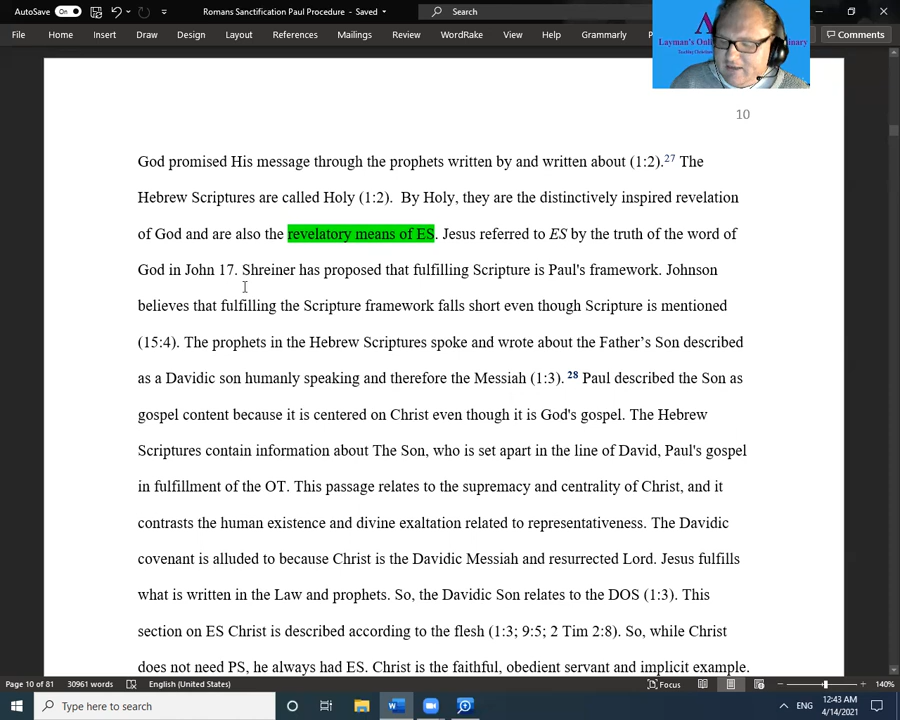 AutoSave On Romans Sanctification Paul Procedure - Saved Search
File Home Insert Draw Design Layout References Mailings Review WordRake View Help Grammarly Comments
A
Layman's Onli inary
10
God promised His message through the prophets written by and written about (1:2).27 The
Hebrew Scriptures are called Holy (1:2).  By Holy, they are the distinctively inspired revelation
of God and are also the revelatory means of ES. Jesus referred to ES by the truth of the word of
God in John 17. Shreiner has proposed that fulfilling Scripture is Paul's framework. Johnson
believes that fulfilling the Scripture framework falls short even though Scripture is mentioned
(15:4). The prophets in the Hebrew Scriptures spoke and wrote about the Father’s Son described
as a Davidic son humanly speaking and therefore the Messiah (1:3). 28 Paul described the Son as
gospel content because it is centered on Christ even though it is God's gospel. The Hebrew
Scriptures contain information about The Son, who is set apart in the line of David, Paul's gospel
in fulfillment of the OT. This passage relates to the supremacy and centrality of Christ, and it
contrasts the human existence and divine exaltation related to representativeness. The Davidic
covenant is alluded to because Christ is the Davidic Messiah and resurrected Lord. Jesus fulfills
what is written in the Law and prophets. So, the Davidic Son relates to the DOS (1:3). This
section on ES Christ is described according to the flesh (1:3; 9:5; 2 Tim 2:8). So, while Christ
does not need PS, he always had ES. Christ is the faithful, obedient servant and implicit example.
Page 10 of 81 30961 words English (United States) Focus 140%
Type here to search ENG 12:43 AM
4/14/2021